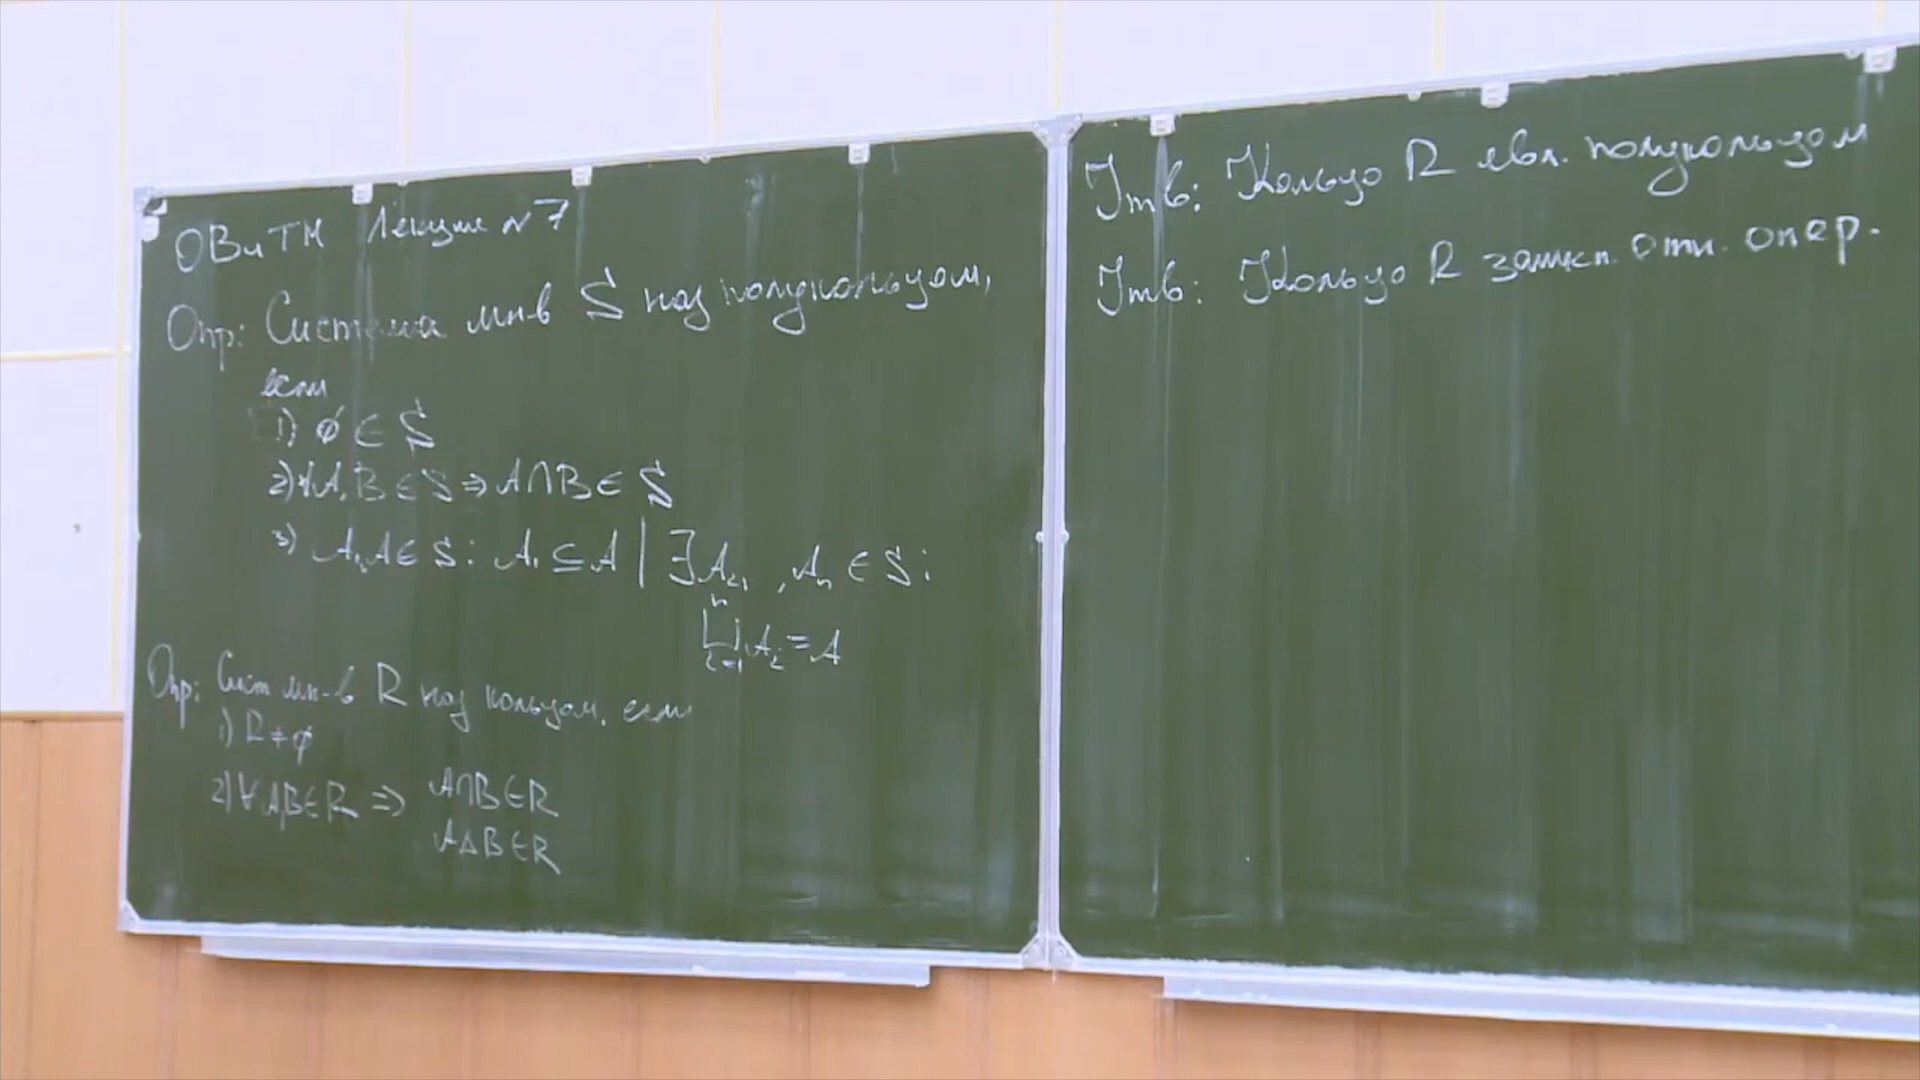 ОВиТМ Лекция №7
Опр: Система мн-в S наз полукольцом,
если
1) ∅ ∈ S
2) ∀A,B ∈ S ⇒ A∩B ∈ S
3) A₁,A ∈ S: A₁ ⊆ A | ∃ A₂, , Aₙ ∈ S:
n
⊔ Aᵢ = A
i=1
Опр: Сист мн-в R наз кольцом, если
1) R ≠ ∅
2) ∀A,B∈R ⇒ A∩B∈R
A△B∈R
Утв: Кольцо R явл. полукольцом
Утв: Кольцо R замкн. отн. опер.